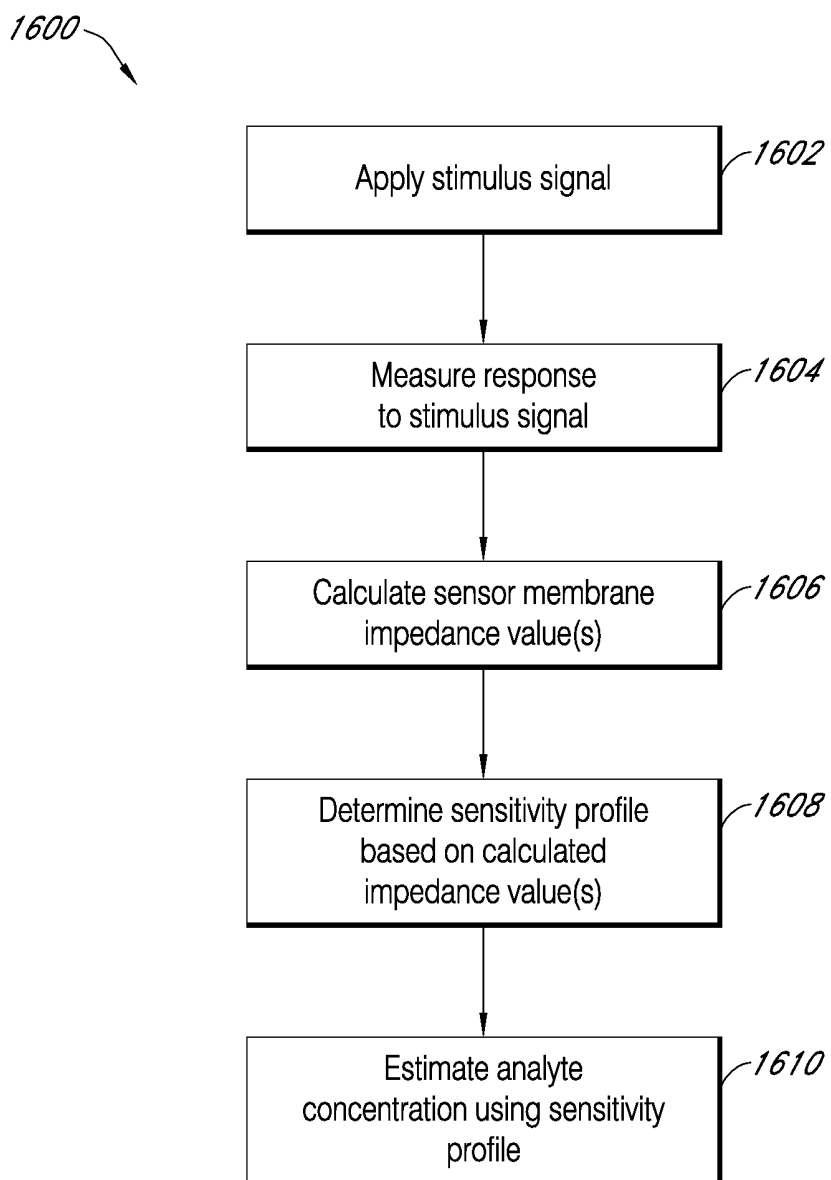 1600
Apply stimulus signal
1602
Measure response
to stimulus signal
1604
Calculate sensor membrane
impedance value(s)
1606
Determine sensitivity profile
based on calculated
impedance value(s)
1608
Estimate analyte
concentration using sensitivity
profile
1610